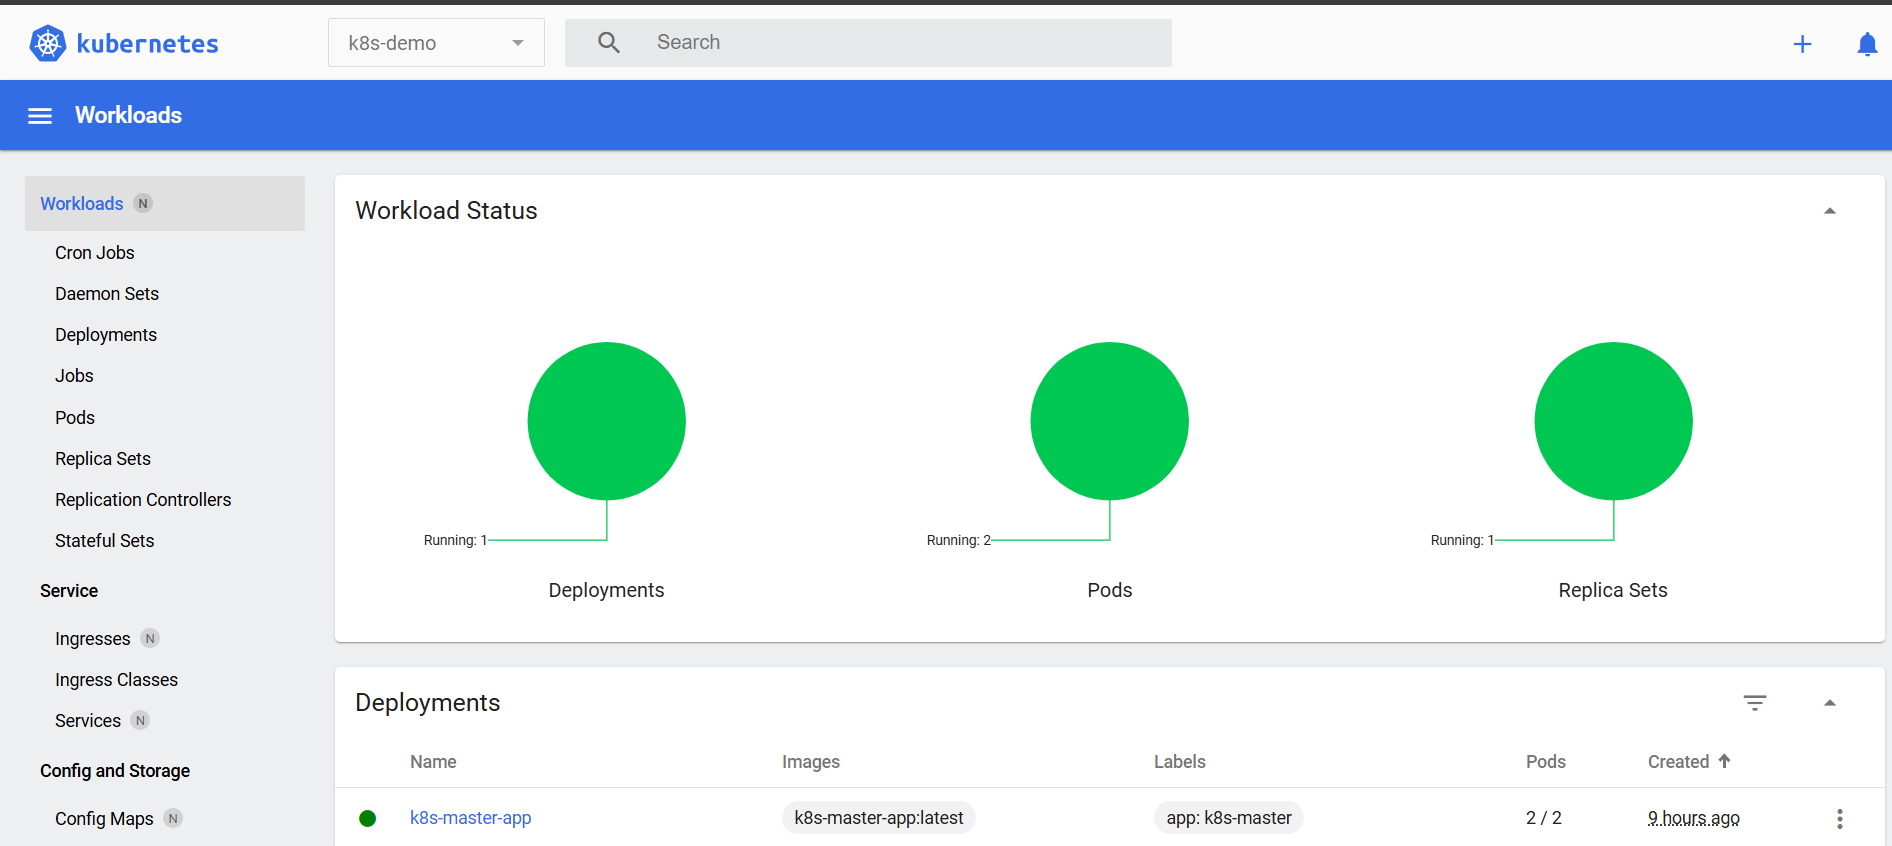 kubernetes
k8s-demo
Search
Workloads
Workloads N
Cron Jobs
Daemon Sets
Deployments
Jobs
Pods
Replica Sets
Replication Controllers
Stateful Sets
Service
Ingresses N
Ingress Classes
Services N
Config and Storage
Config Maps N
Workload Status
Running: 1
Deployments
Running: 2
Pods
Running: 1
Replica Sets
Deployments
Name Images Labels Pods Created
k8s-master-app k8s-master-app:latest app: k8s-master 2 / 2 9 hours ago